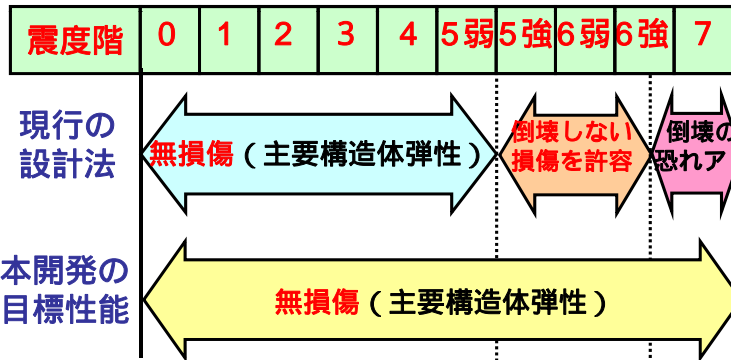 震度階 0 1 2 3 4 5弱 5強 6弱 6強 7
現行の
設計法
無損傷（主要構造体弾性）
倒壊しない
損傷を許容
倒壊の
恐れア
本開発の
目標性能
無損傷（主要構造体弾性）